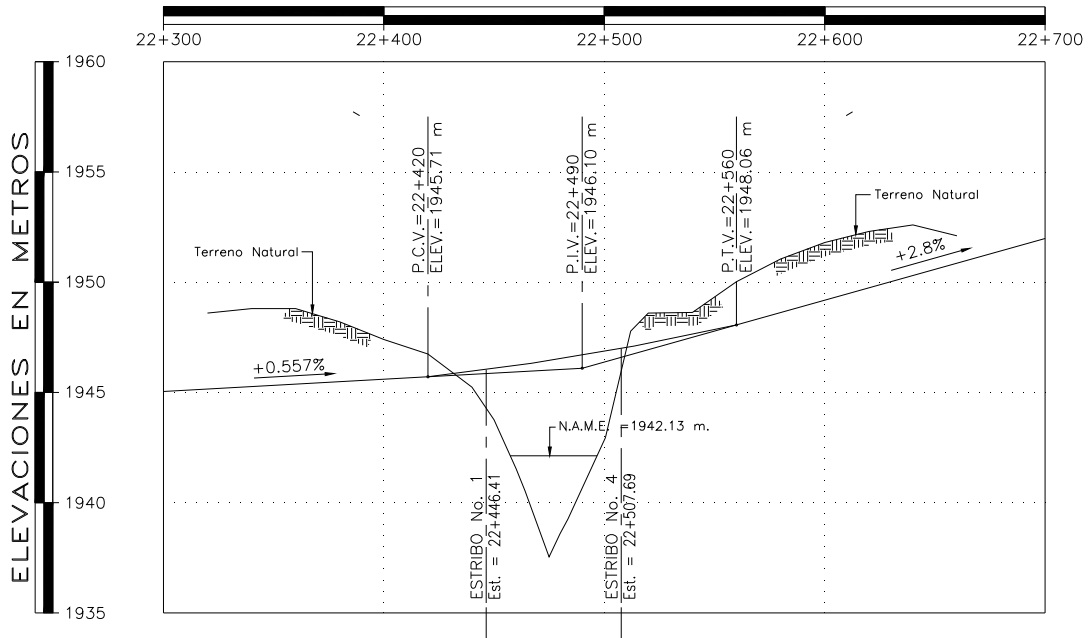 22+300
22+400
22+500
22+600
22+700
1960
1955
1950
1945
1940
1935
ELEVACIONES EN METROS
P.C.V.=22+420
ELEV.=1945.71 m
P.I.V.=22+490
ELEV.=1946.10 m
P.T.V.=22+560
ELEV.=1948.06 m
Terreno Natural
Terreno Natural
+2.8%
+0.557%
N.A.M.E. =1942.13 m.
ESTRIBO No. 1
Est. = 22+446.41
ESTRIBO No. 4
Est. = 22+507.69